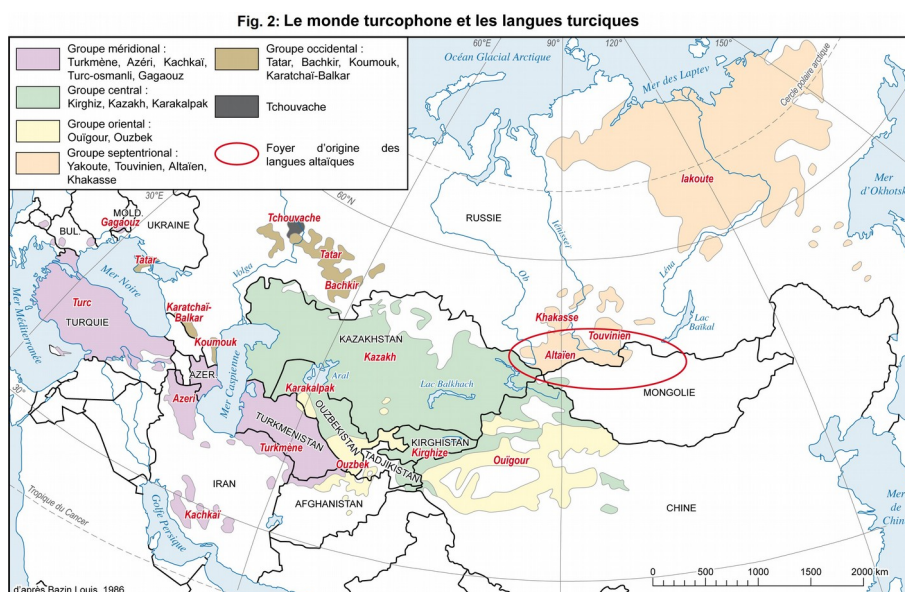 Fig. 2: Le monde turcophone et les langues turciques
Groupe méridional :
Turkmène, Azéri, Kachkaï,
Turc-osmanli, Gagaouz
Groupe central :
Kirghiz, Kazakh, Karakalpak
Groupe oriental :
Ouïgour, Ouzbek
Groupe septentrional :
Yakoute, Touvinien, Altaïen,
Khakasse
Groupe occidental :
Tatar, Bachkir, Koumouk,
Karatchaï-Balkar
Tchouvache
Foyer d'origine des
langues altaïques
60°E
90°
120°
150°
Océan Glacial Arctique
Mer des Laptev
Cercle polaire arctique
Mer
d'Okhotsk
Iakoute
30°E
60°N
RUSSIE
Iénisseï
Ob
Léna
Lac
Baïkal
MOLD.
Gagaouz
UKRAINE
BUL.
Tatar
Tchouvache
Tatar
Bachkir
Volga
Mer Noire
Mer Méditerranée
Turc
TURQUIE
Karatchaï-
Balkar
Koumouk
AZER.
Azeri
Mer Caspienne
KAZAKHSTAN
Kazakh
Aral
Lac Balkhach
Karakalpak
OUZBEKISTAN
TURKMENISTAN
Turkmène
Ouzbek
TADJIKISTAN
KIRGHISTAN
Kirghize
Khakasse
Touvinien
Altaïen
MONGOLIE
Ouïgour
IRAN
Kachkaï
AFGHANISTAN
CHINE
Golfe Persique
Tropique du Cancer
30°
90°
120°
Mer
de
Chine
0
500
1000
1500
2000 km
d'après Bazin Louis, 1986